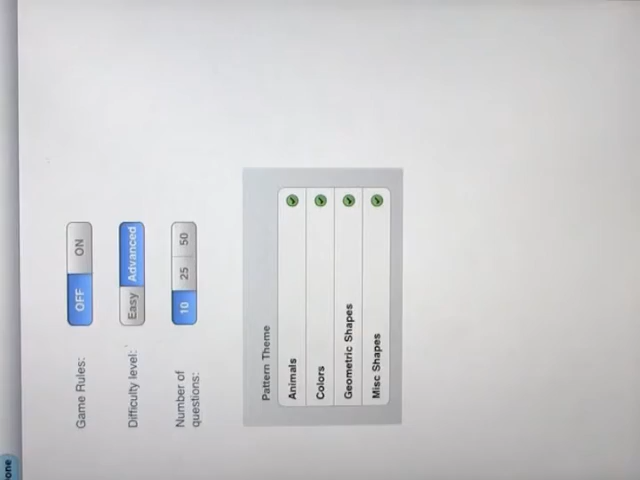 Game Rules: OFF ON
Difficulty level: Easy Advanced
Number of questions: 10 25 50
Pattern Theme
Animals
Colors
Geometric Shapes
Misc Shapes